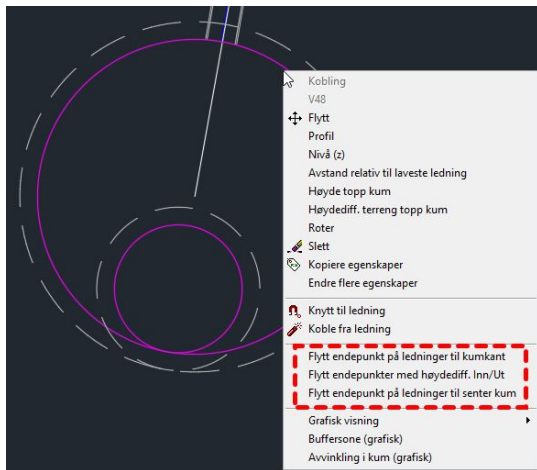 Kobling
V48
Flytt
Profil
Nivå (z)
Avstand relativ til laveste ledning
Høyde topp kum
Høydediff. terreng topp kum
Roter
Slett
Kopiere egenskaper
Endre flere egenskaper
Knytt til ledning
Koble fra ledning
Flytt endepunkt på ledninger til kumkant
Flytt endepunkter med høydediff. Inn/Ut
Flytt endepunkt på ledninger til senter kum
Grafisk visning
Buffersone (grafisk)
Avvinkling i kum (grafisk)